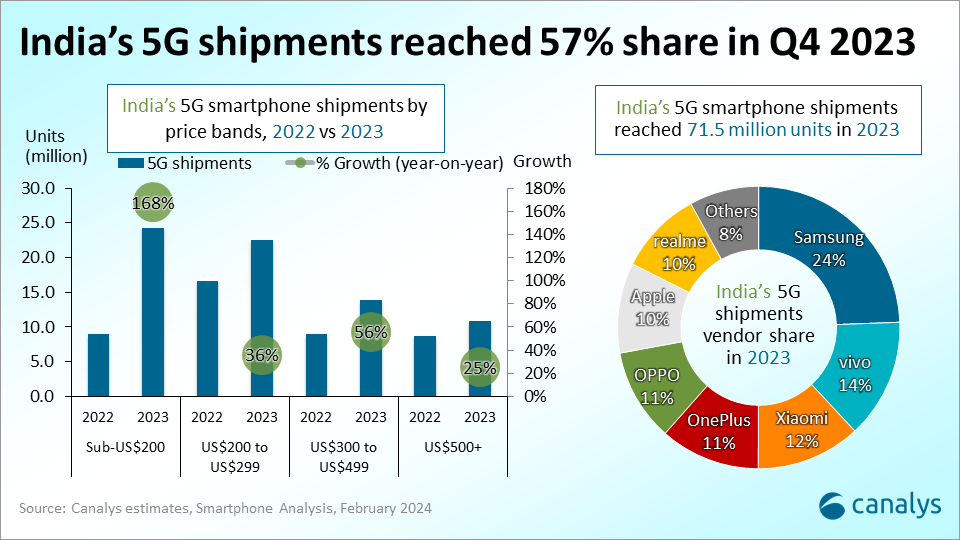 India's 5G shipments reached 57% share in Q4 2023
India's 5G smartphone shipments by
price bands, 2022 vs 2023
India's 5G smartphone shipments
reached 71.5 million units in 2023
Units
(million)
5G shipments
% Growth (year-on-year)
Growth
30.0
25.0
20.0
15.0
10.0
5.0
0.0
168%
36%
56%
25%
180%
160%
140%
120%
100%
80%
60%
40%
20%
0%
2022 2023 2022 2023 2022 2023 2022 2023
Sub-US$200
US$200 to
US$299
US$300 to
US$499
US$500+
Samsung
24%
vivo
14%
Xiaomi
12%
OnePlus
11%
OPPO
11%
Apple
10%
realme
10%
Others
8%
India's 5G
shipments
vendor share
in 2023
Source: Canalys estimates, Smartphone Analysis, February 2024
canalys